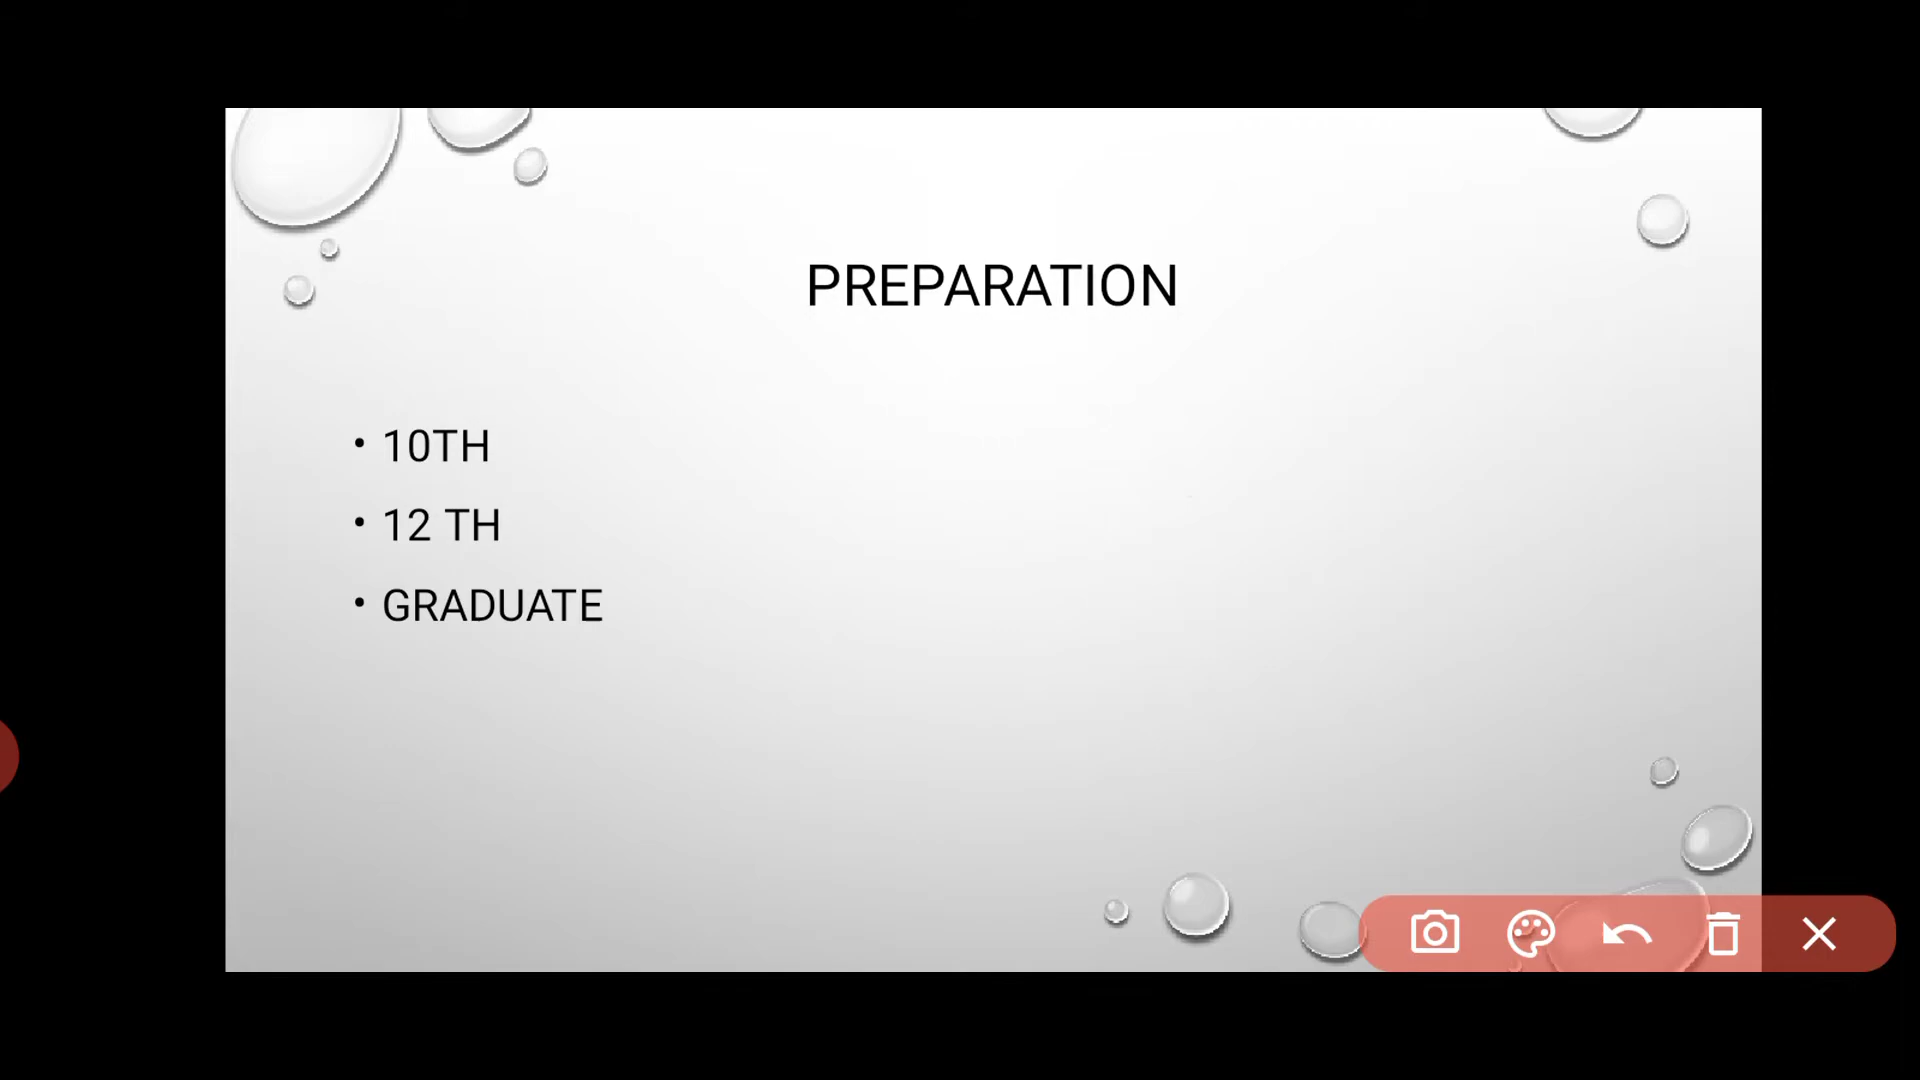 PREPARATION
• 10TH
• 12 TH
• GRADUATE